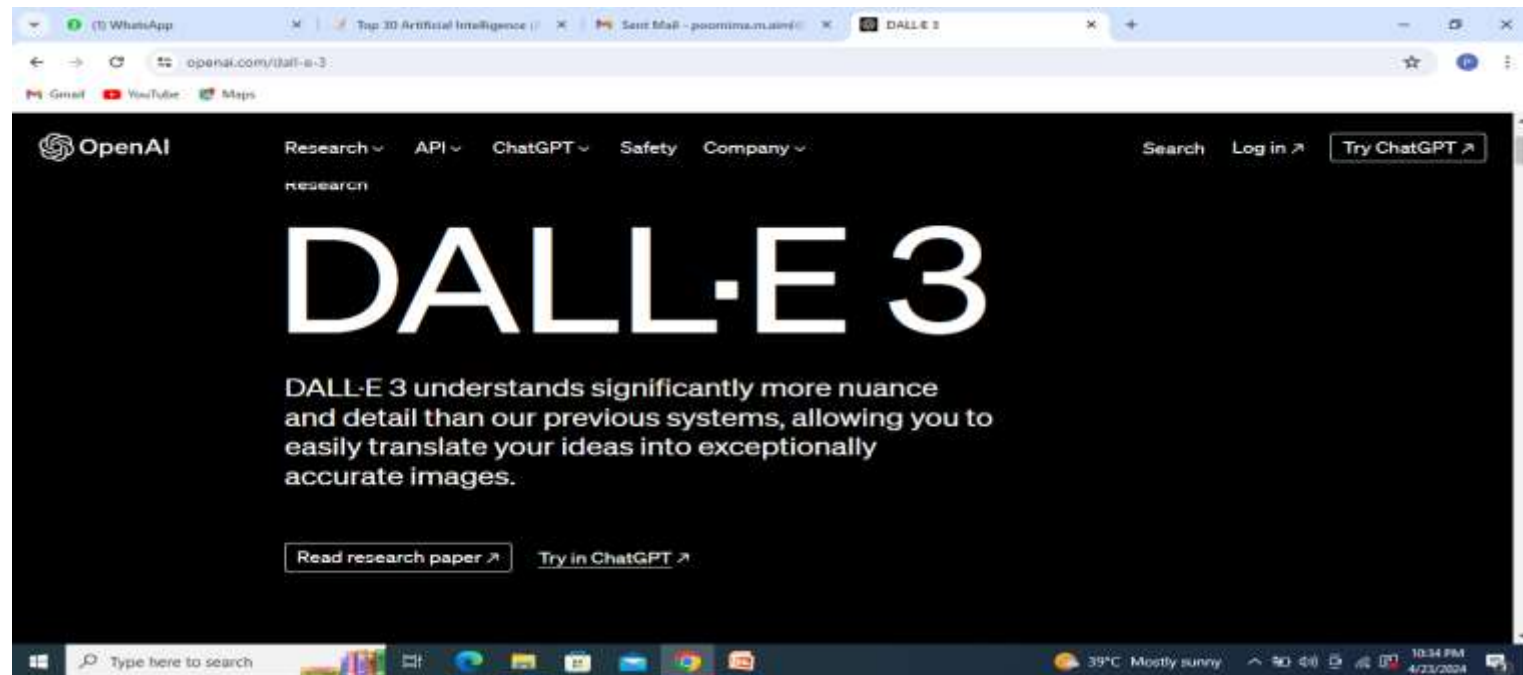 (1) WhatsApp
Top 30 Artificial Intelligence (
Sent Mail -
DALL·E 3
openai.com/dall-e-3
Gmail YouTube Maps
OpenAI Research API ChatGPT Safety Company Search Log in ↗ Try ChatGPT ↗
Research
DALL·E 3
DALL·E 3 understands significantly more nuance
and detail than our previous systems, allowing you to
easily translate your ideas into exceptionally
accurate images.
Read research paper ↗ Try in ChatGPT ↗
Type here to search 39°C Mostly sunny 10:34 PM
4/23/2024